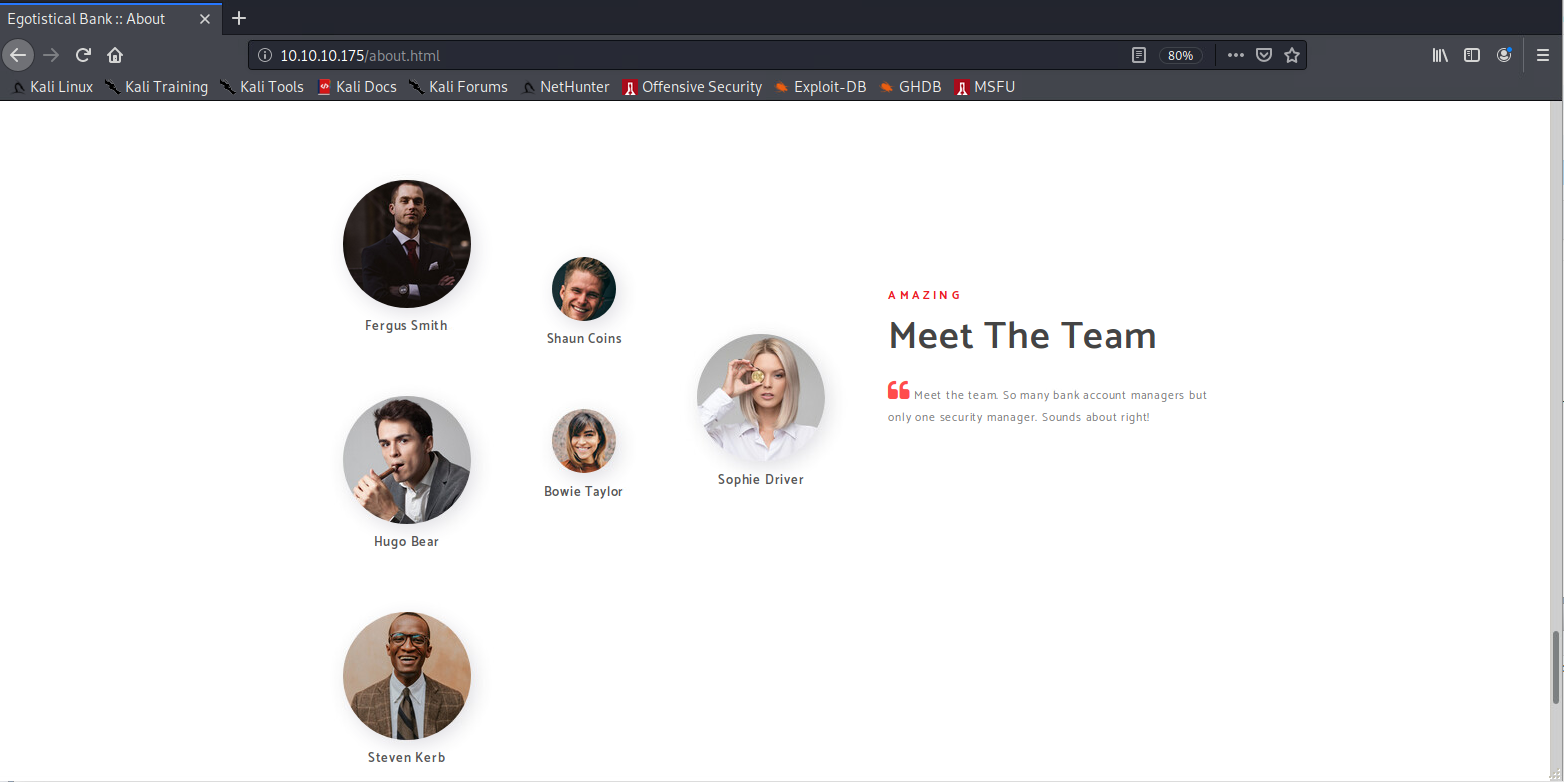 Egotistical Bank :: About
10.10.10.175/about.html
80%
Kali Linux Kali Training Kali Tools Kali Docs Kali Forums NetHunter Offensive Security Exploit-DB GHDB MSFU
Fergus Smith
Shaun Coins
Hugo Bear
Bowie Taylor
Sophie Driver
Steven Kerb
AMAZING
Meet The Team
Meet the team. So many bank account managers but
only one security manager. Sounds about right!